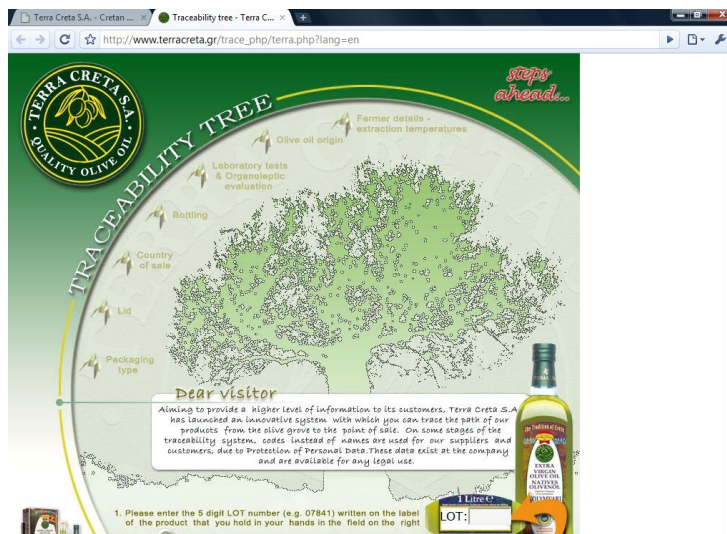 Terra Creta S.A. - Cretan ...
Traceability tree - Terra C...
http://www.terracreta.gr/trace_php/terra.php?lang=en
TERRA CRETA S.A.
QUALITY OLIVE OIL
TRACEABILITY TREE
steps
ahead...
Farmer details -
extraction temperatures
Olive oil origin
Laboratory tests
& Organoleptic
evaluation
Bottling
Country
of sale
Lid
Packaging
type
Dear visitor
Aiming to provide a higher level of information to its customers, Terra Creta S.A
has launched an innovative system with which you can trace the path of our
products from the olive grove to the point of sale. On some stages of the
traceability system, codes instead of names are used for our suppliers and
customers, due to Protection of Personal Data.These data exist at the company
and are available for any legal use.
The Tradition of Crete
EXTRA
VIRGIN
OLIVE OIL
NATIVES
OLIVENÖL
1 Litre e
LOT:
1. Please enter the 5 digit LOT number (e.g. 07841) written on the label
of the product that you hold in your hands in the field on the right